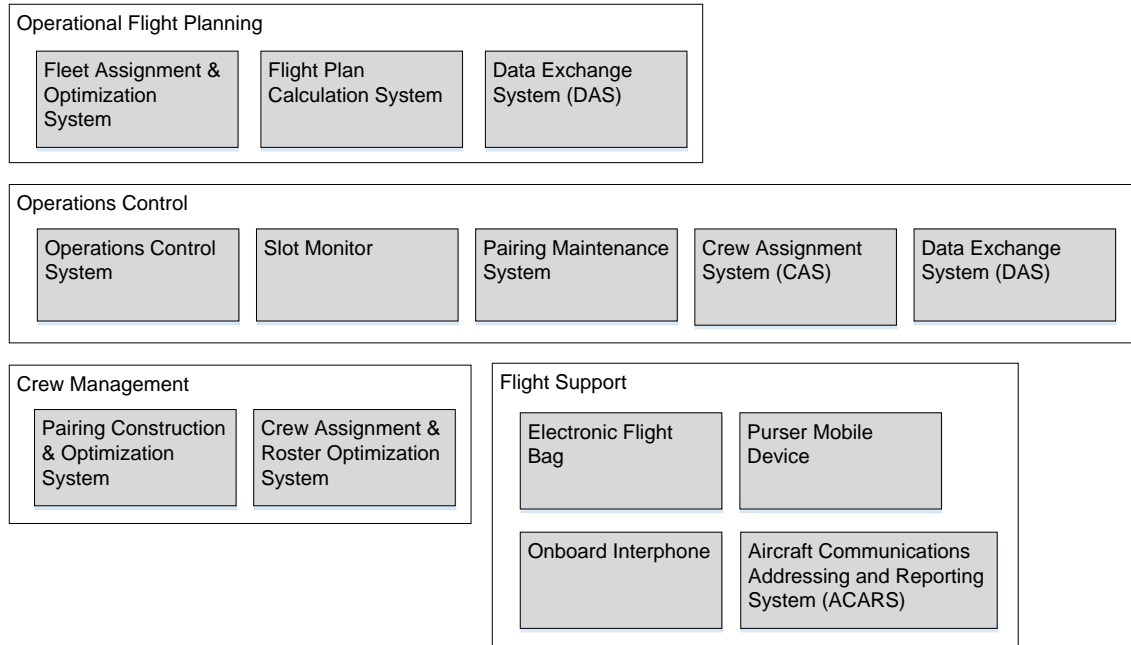 Operational Flight Planning
Fleet Assignment &
Optimization
System
Flight Plan
Calculation System
Data Exchange
System (DAS)
Operations Control
Operations Control
System
Slot Monitor
Pairing Maintenance
System
Crew Assignment
System (CAS)
Data Exchange
System (DAS)
Crew Management
Pairing Construction
& Optimization
System
Crew Assignment &
Roster Optimization
System
Flight Support
Electronic Flight
Bag
Purser Mobile
Device
Onboard Interphone
Aircraft Communications
Addressing and Reporting
System (ACARS)